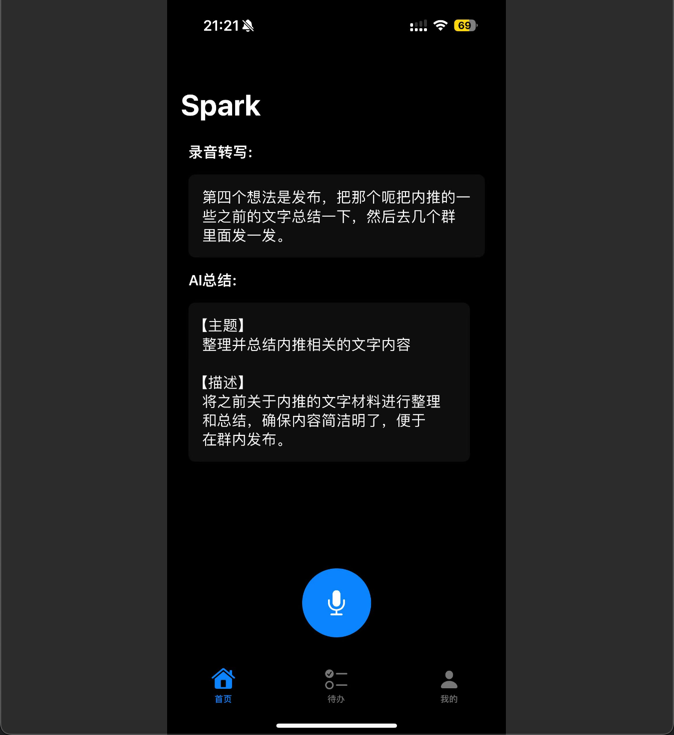 21:21
69
Spark
录音转写:
第四个想法是发布，把那个呃把内推的一
些之前的文字总结一下，然后去几个群
里面发一发。
AI总结:
【主题】
整理并总结内推相关的文字内容
【描述】
将之前关于内推的文字材料进行整理
和总结，确保内容简洁明了，便于
在群内发布。
首页
待办
我的